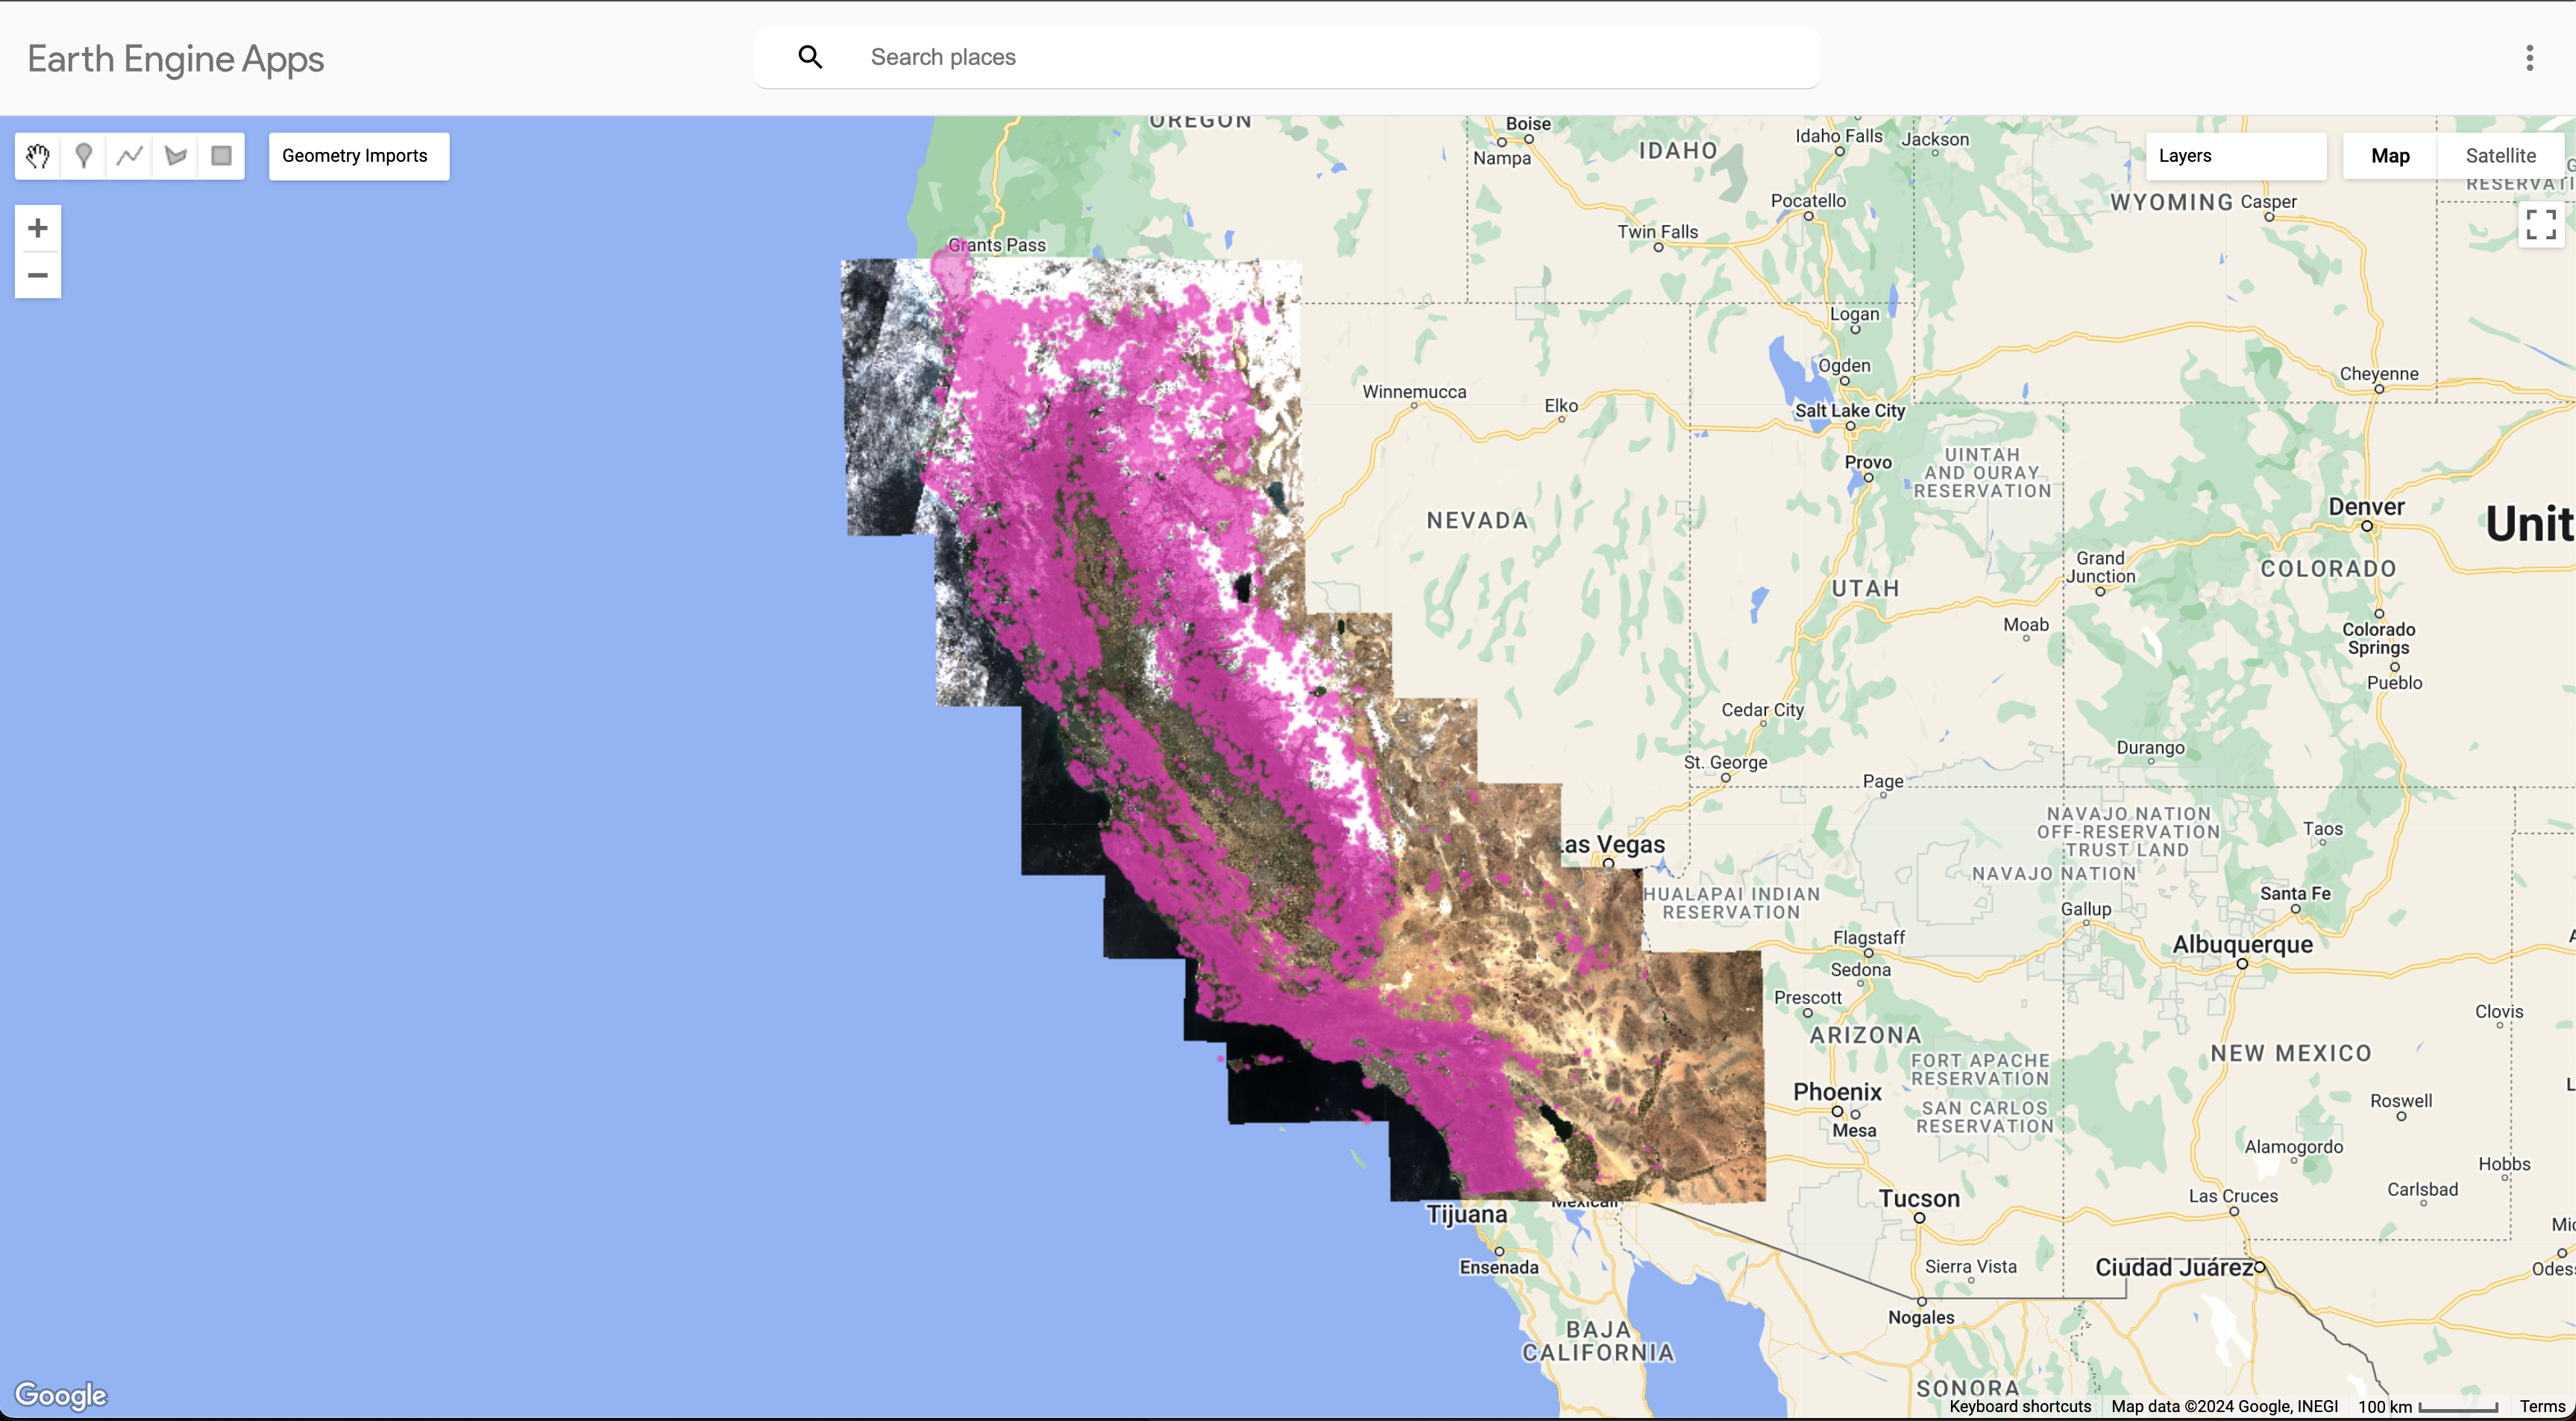 Earth Engine Apps
Search places
Geometry Imports
Layers
Map
Satellite
OREGON
Boise
Nampa
IDAHO
Idaho Falls
Jackson
Pocatello
WYOMING
Casper
Twin Falls
Grants Pass
Logan
Ogden
Cheyenne
Winnemucca
Elko
Salt Lake City
Provo
UINTAH
AND OURAY
RESERVATION
NEVADA
Denver
Unit
Grand
Junction
COLORADO
UTAH
Moab
Colorado
Springs
Pueblo
Cedar City
St. George
Durango
Page
NAVAJO NATION
OFF-RESERVATION
TRUST LAND
Taos
Las Vegas
NAVAJO NATION
HUALAPAI INDIAN
RESERVATION
Santa Fe
Gallup
Flagstaff
Albuquerque
Sedona
Prescott
Clovis
ARIZONA
NEW MEXICO
FORT APACHE
RESERVATION
Phoenix
Mesa
SAN CARLOS
RESERVATION
Roswell
Alamogordo
Hobbs
Carlsbad
Las Cruces
Tucson
Mexicali
Tijuana
Ensenada
Sierra Vista
Ciudad Juárez
Odes
Nogales
BAJA
CALIFORNIA
SONORA
Google
Keyboard shortcuts
Map data ©2024 Google, INEGI
100 km
Terms